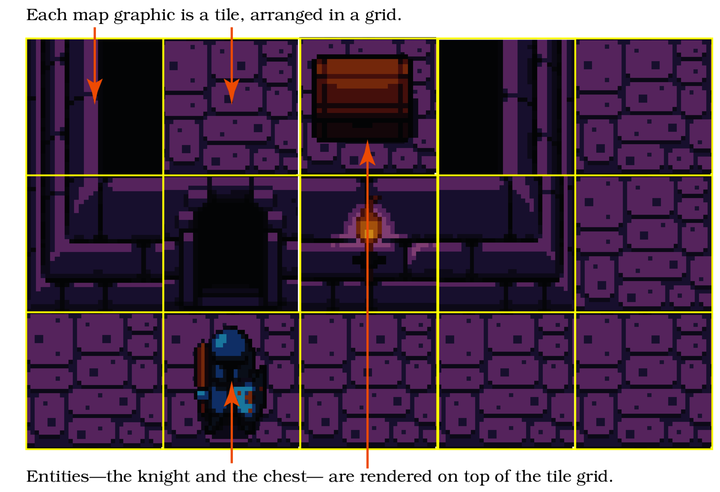 Each map graphic is a tile, arranged in a grid.
Entities—the knight and the chest— are rendered on top of the tile grid.